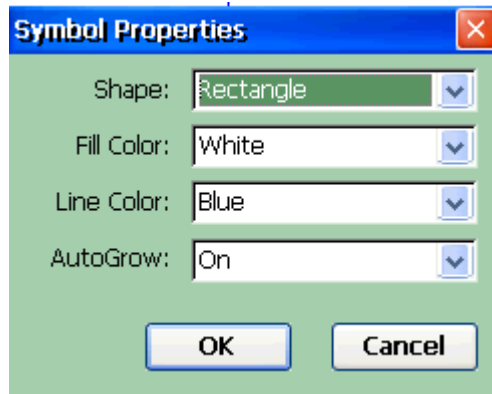 Symbol Properties
Shape: Rectangle
Fill Color: White
Line Color: Blue
AutoGrow: On
OK Cancel